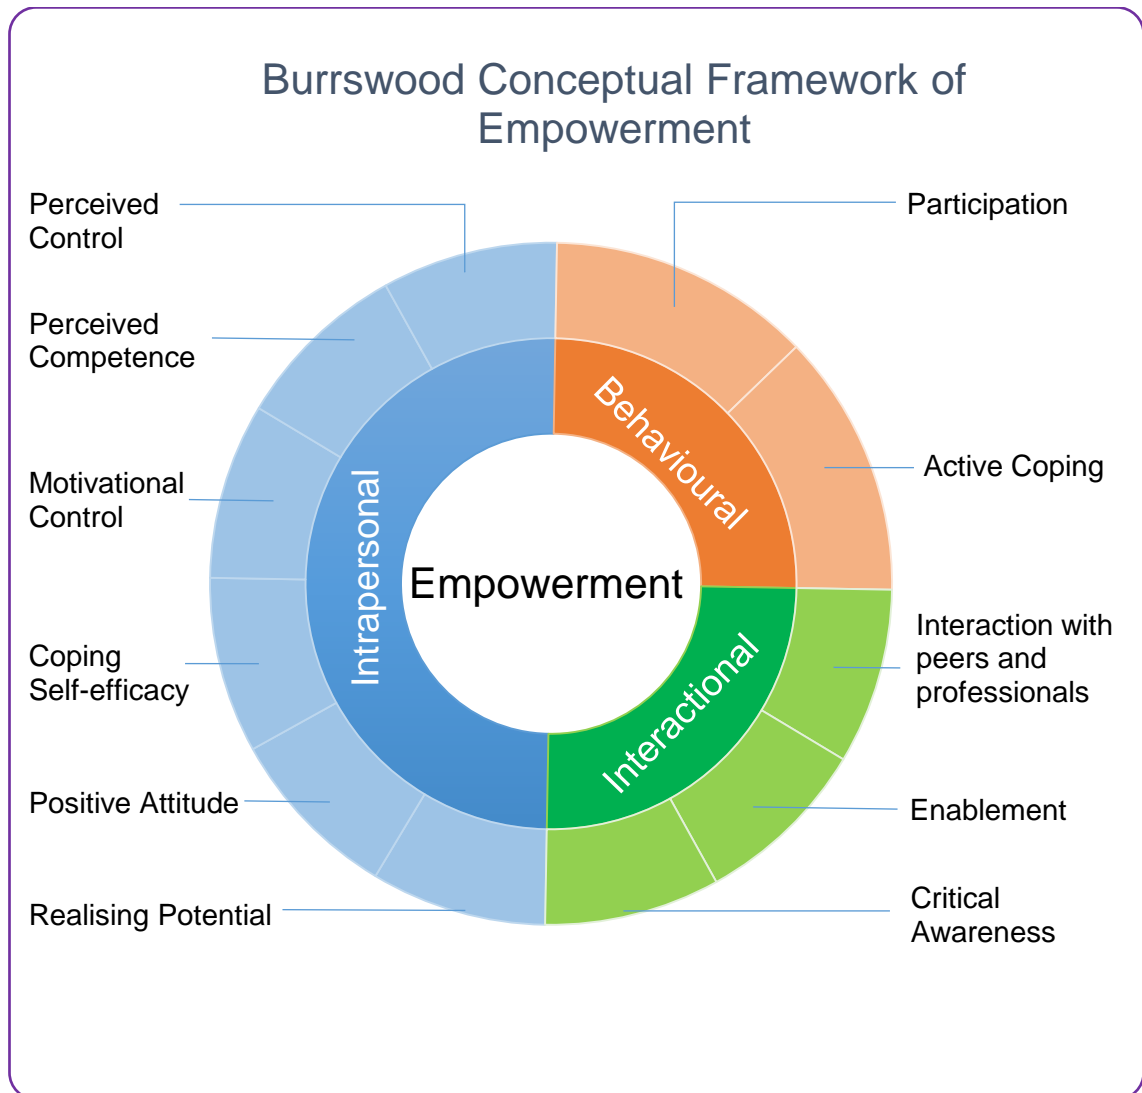 Burrswood Conceptual Framework of
Empowerment
Perceived
Control
Participation
Perceived
Competence
Behavioural
Motivational
Control
Active Coping
Intrapersonal
Empowerment
Interaction with
peers and
professionals
Coping
Self-efficacy
Interactional
Positive Attitude
Enablement
Realising Potential
Critical
Awareness